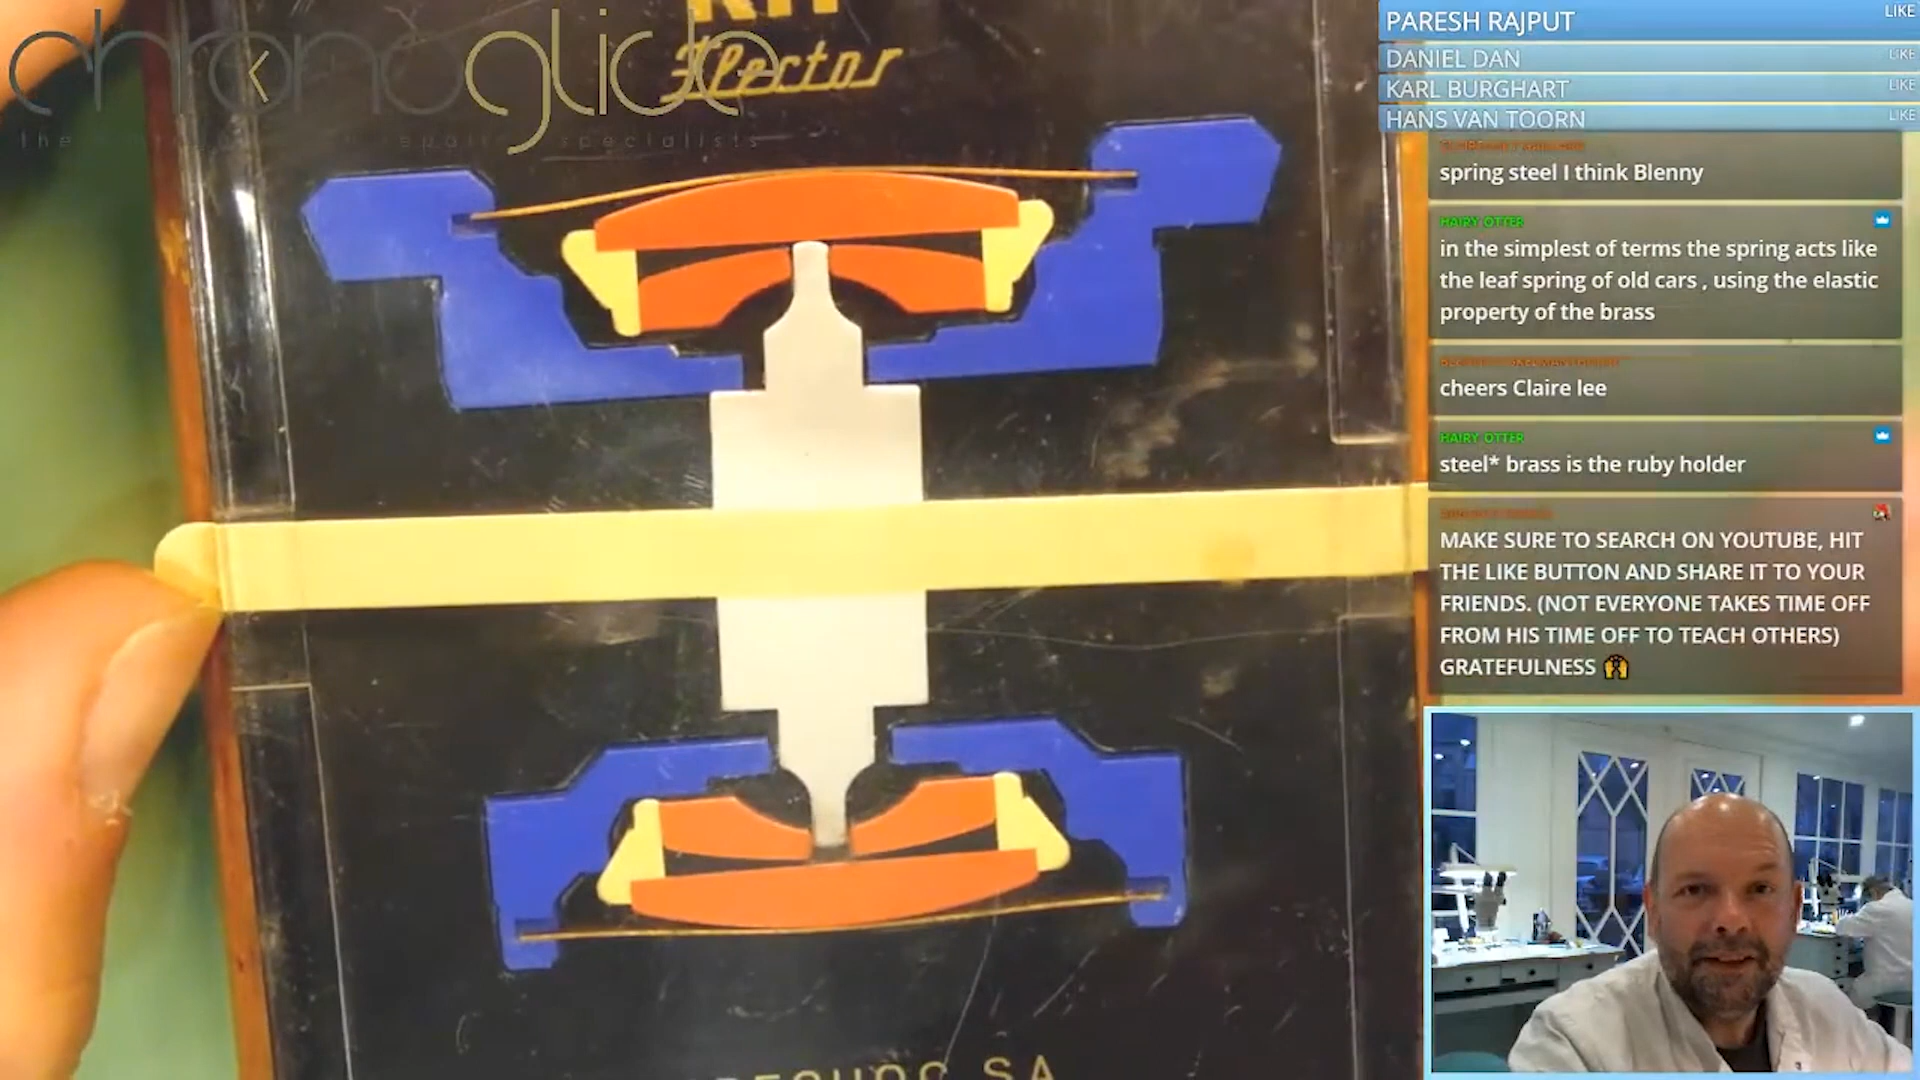 chronoglide
Flector
PARESH RAJPUT
LIKE
DANIEL DAN
LIKE
KARL BURGHART
LIKE
HANS VAN TOORN
LIKE
spring steel I think Blenny
HAIRY OTTER
in the simplest of terms the spring acts like
the leaf spring of old cars , using the elastic
property of the brass
cheers Claire lee
HAIRY OTTER
steel* brass is the ruby holder
MAKE SURE TO SEARCH ON YOUTUBE, HIT
THE LIKE BUTTON AND SHARE IT TO YOUR
FRIENDS. (NOT EVERYONE TAKES TIME OFF
FROM HIS TIME OFF TO TEACH OTHERS)
GRATEFULNESS 🙌
S.A.